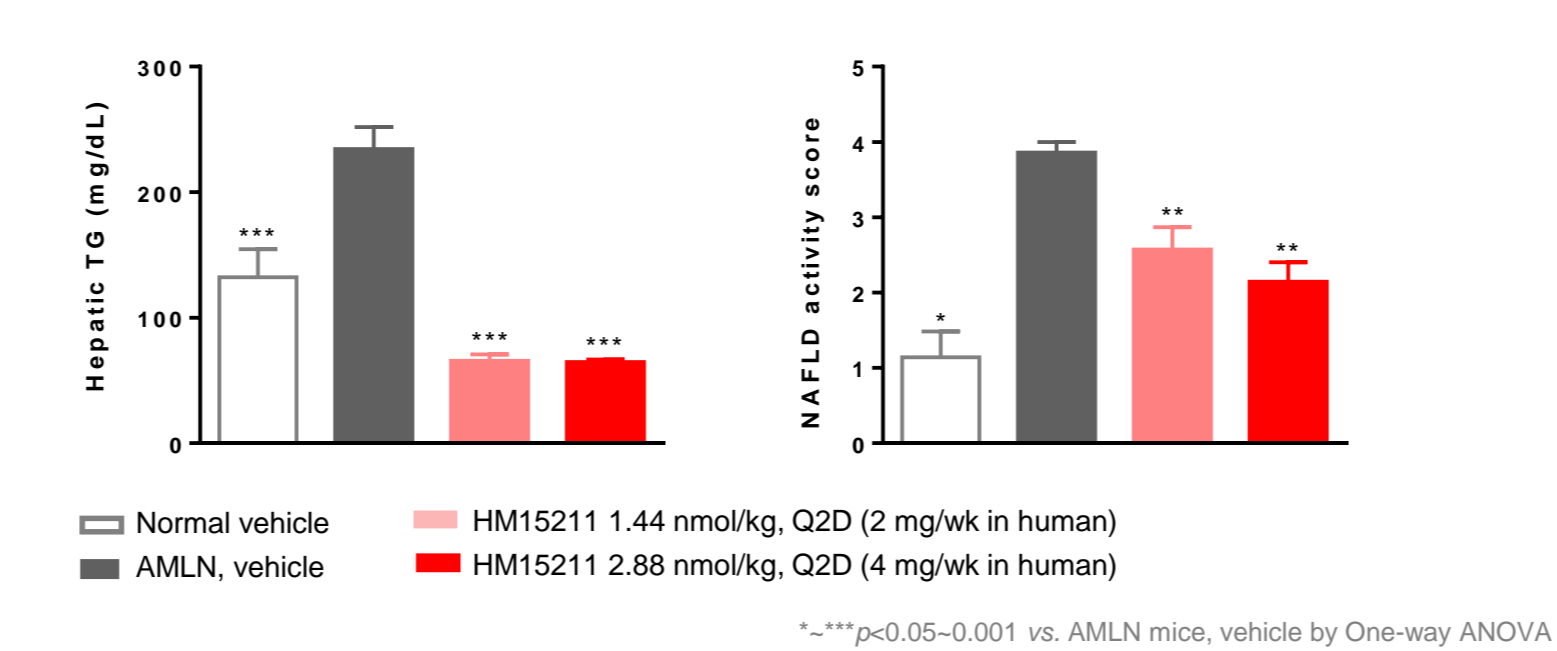 Hepatic TG (mg/dL)
300
200
100
0
***
***
***
NAFLD activity score
5
4
3
2
1
0
*
**
**
Normal vehicle
AMLN, vehicle
HM15211 1.44 nmol/kg, Q2D (2 mg/wk in human)
HM15211 2.88 nmol/kg, Q2D (4 mg/wk in human)
*~***p<0.05~0.001 vs. AMLN mice, vehicle by One-way ANOVA